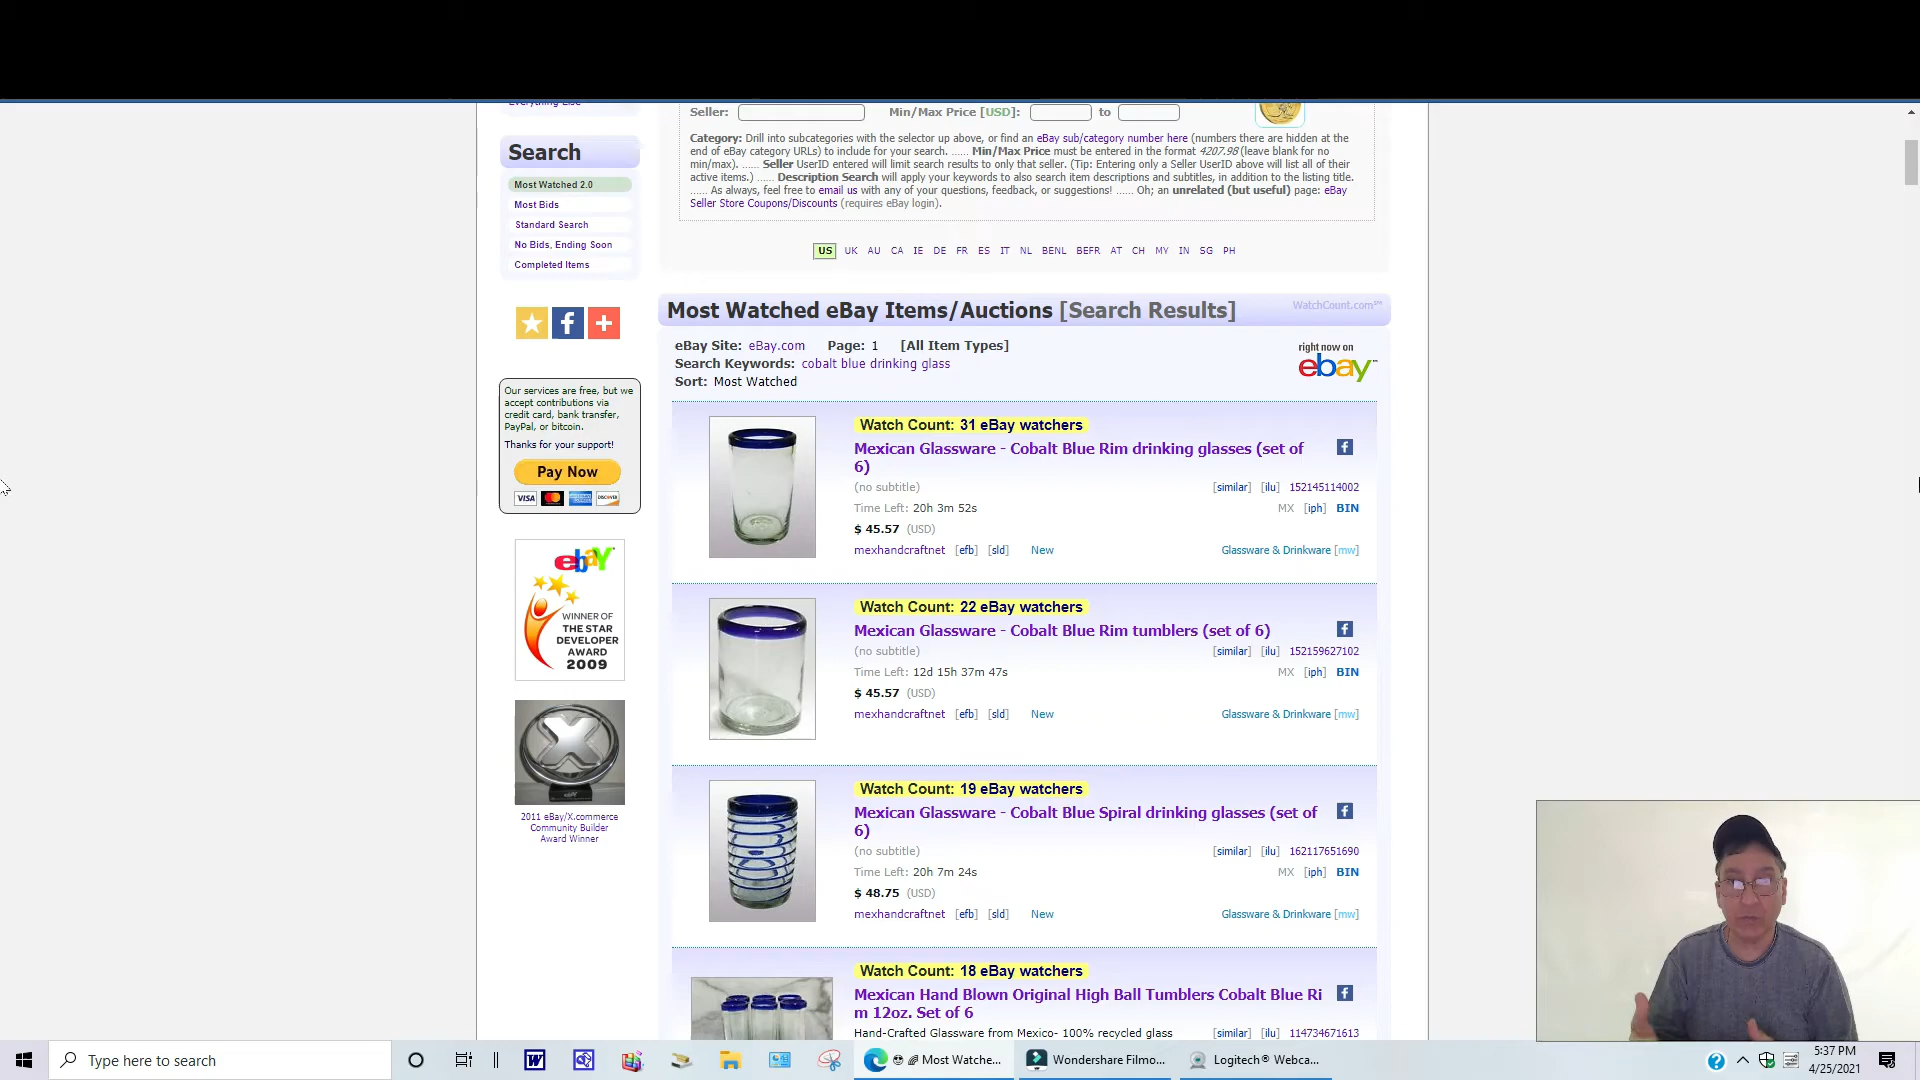 Everything Else
Search
Most Watched 2.0
Most Bids
Standard Search
No Bids, Ending Soon
Completed Items
Our services are free, but we
accept contributions via
credit card, bank transfer,
PayPal, or bitcoin.
Thanks for your support!
Pay Now
VISA DISCOVER
ebay
WINNER OF
THE STAR
DEVELOPER
AWARD
2009
2011 eBay/X.commerce
Community Builder
Award Winner
Seller: Min/Max Price [USD]: to
Category: Drill into subcategories with the selector up above, or find an eBay sub/category number here (numbers there are hidden at the
end of eBay category URLs) to include for your search. ...... Min/Max Price must be entered in the format 4207.98 (leave blank for no
min/max). ...... Seller UserID entered will limit search results to only that seller. (Tip: Entering only a Seller UserID above will list all of their
active items.) ...... Description Search will apply your keywords to also search item descriptions and subtitles, in addition to the listing title.
...... As always, feel free to email us with any of your questions, feedback, or suggestions! ...... Oh; an unrelated (but useful) page: eBay
Seller Store Coupons/Discounts (requires eBay login).
US UK AU CA IE DE FR ES IT NL BENL BEFR AT CH MY IN SG PH
Most Watched eBay Items/Auctions [Search Results] WatchCount.com℠
eBay Site: eBay.com Page: 1 [All Item Types]
Search Keywords: cobalt blue drinking glass
Sort: Most Watched
right now on
ebay™
Watch Count: 31 eBay watchers
Mexican Glassware - Cobalt Blue Rim drinking glasses (set of
6)
(no subtitle) [similar] [ilu] 152145114002
Time Left: 20h 3m 52s MX [iph] BIN
$ 45.57 (USD)
mexhandcraftnet [efb] [sld] New Glassware & Drinkware [mw]
Watch Count: 22 eBay watchers
Mexican Glassware - Cobalt Blue Rim tumblers (set of 6)
(no subtitle) [similar] [ilu] 152159627102
Time Left: 12d 15h 37m 47s MX [iph] BIN
$ 45.57 (USD)
mexhandcraftnet [efb] [sld] New Glassware & Drinkware [mw]
Watch Count: 19 eBay watchers
Mexican Glassware - Cobalt Blue Spiral drinking glasses (set of
6)
(no subtitle) [similar] [ilu] 162117651690
Time Left: 20h 7m 24s MX [iph] BIN
$ 48.75 (USD)
mexhandcraftnet [efb] [sld] New Glassware & Drinkware [mw]
Watch Count: 18 eBay watchers
Mexican Hand Blown Original High Ball Tumblers Cobalt Blue Ri
m 12oz. Set of 6
Hand-Crafted Glassware from Mexico- 100% recycled glass [similar] [ilu] 114734671613
Type here to search
Most Watche...
Wondershare Filmo...
Logitech® Webca...
5:37 PM
4/25/2021